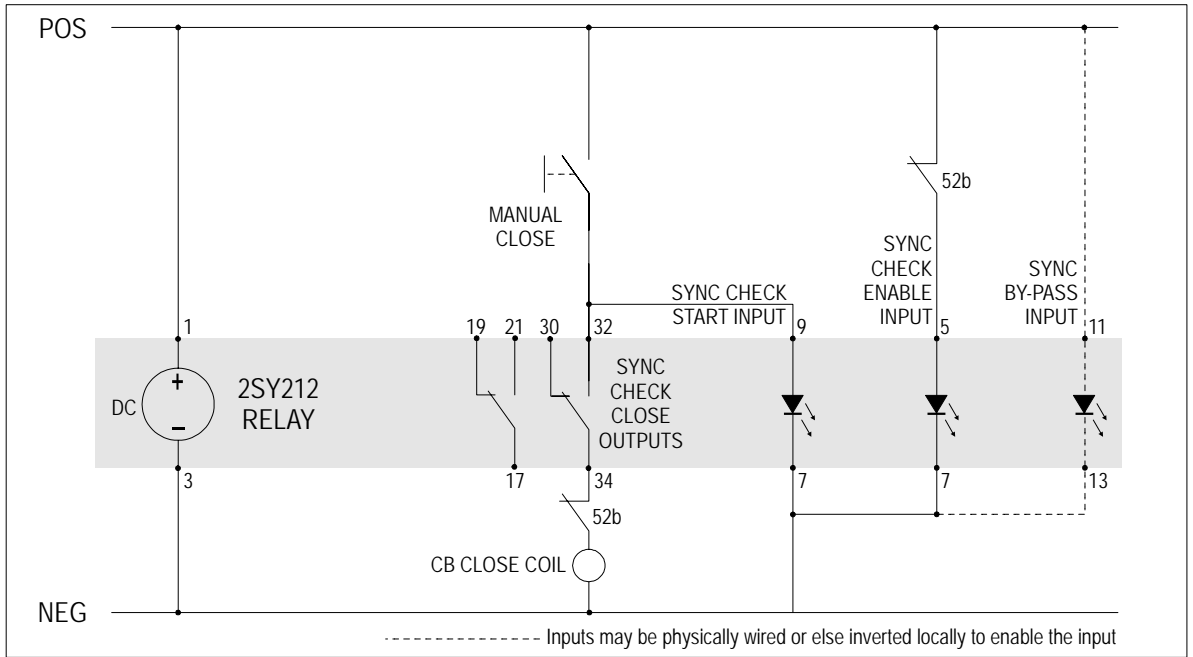 POS
52b
MANUAL
CLOSE
SYNC
CHECK
ENABLE
INPUT
SYNC
BY-PASS
INPUT
SYNC CHECK
START INPUT
1
19
21
30
32
9
5
11
DC
+
−
2SY212
RELAY
SYNC
CHECK
CLOSE
OUTPUTS
3
17
34
7
7
13
52b
CB CLOSE COIL
NEG
Inputs may be physically wired or else inverted locally to enable the input